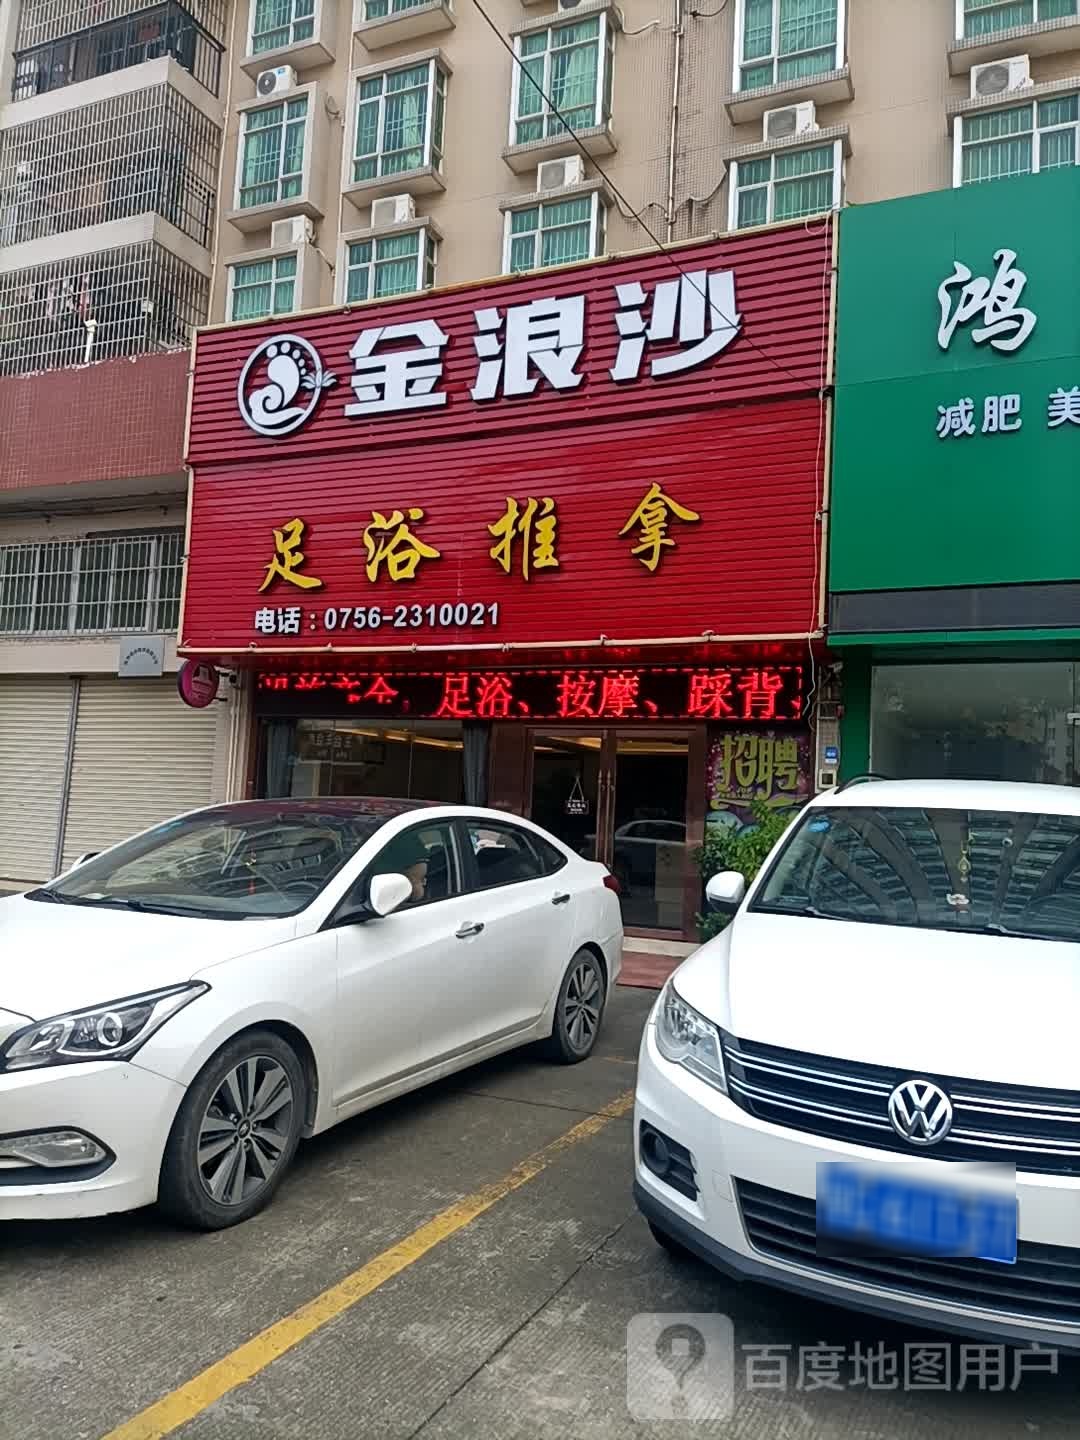 金浪沙
足浴推拿
电话：0756-2310021
足浴、按摩、踩背、
招聘
鸿
减肥 美
百度地图用户